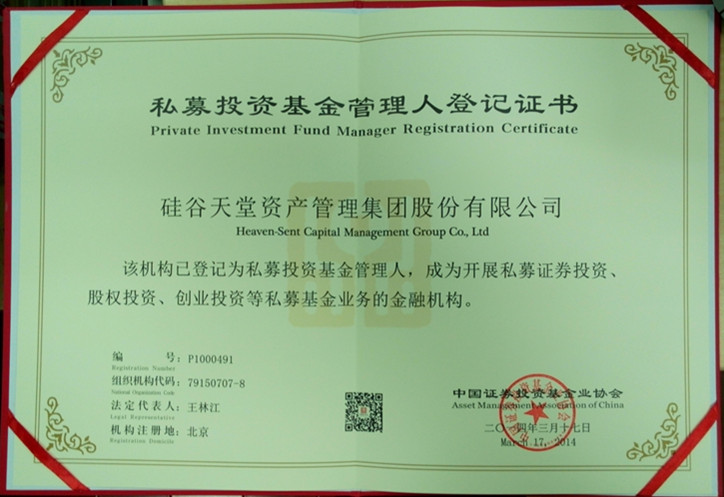 私募投资基金管理人登记证书
Private Investment Fund Manager Registration Certificate
硅谷天堂资产管理集团股份有限公司
Heaven-Sent Capital Management Group Co., Ltd
该机构已登记为私募投资基金管理人，成为开展私募证券投资、
股权投资、创业投资等私募基金业务的金融机构。
编 号：P1000491
Registration Number
组织机构代码：79150707-8
National Organization Code
法定代表人：王林江
Legal Representative
机构注册地：北京
Registration Domicile
中国证券投资基金业协会
Asset Management Association of China
二〇一四年三月十七日
March 17, 2014